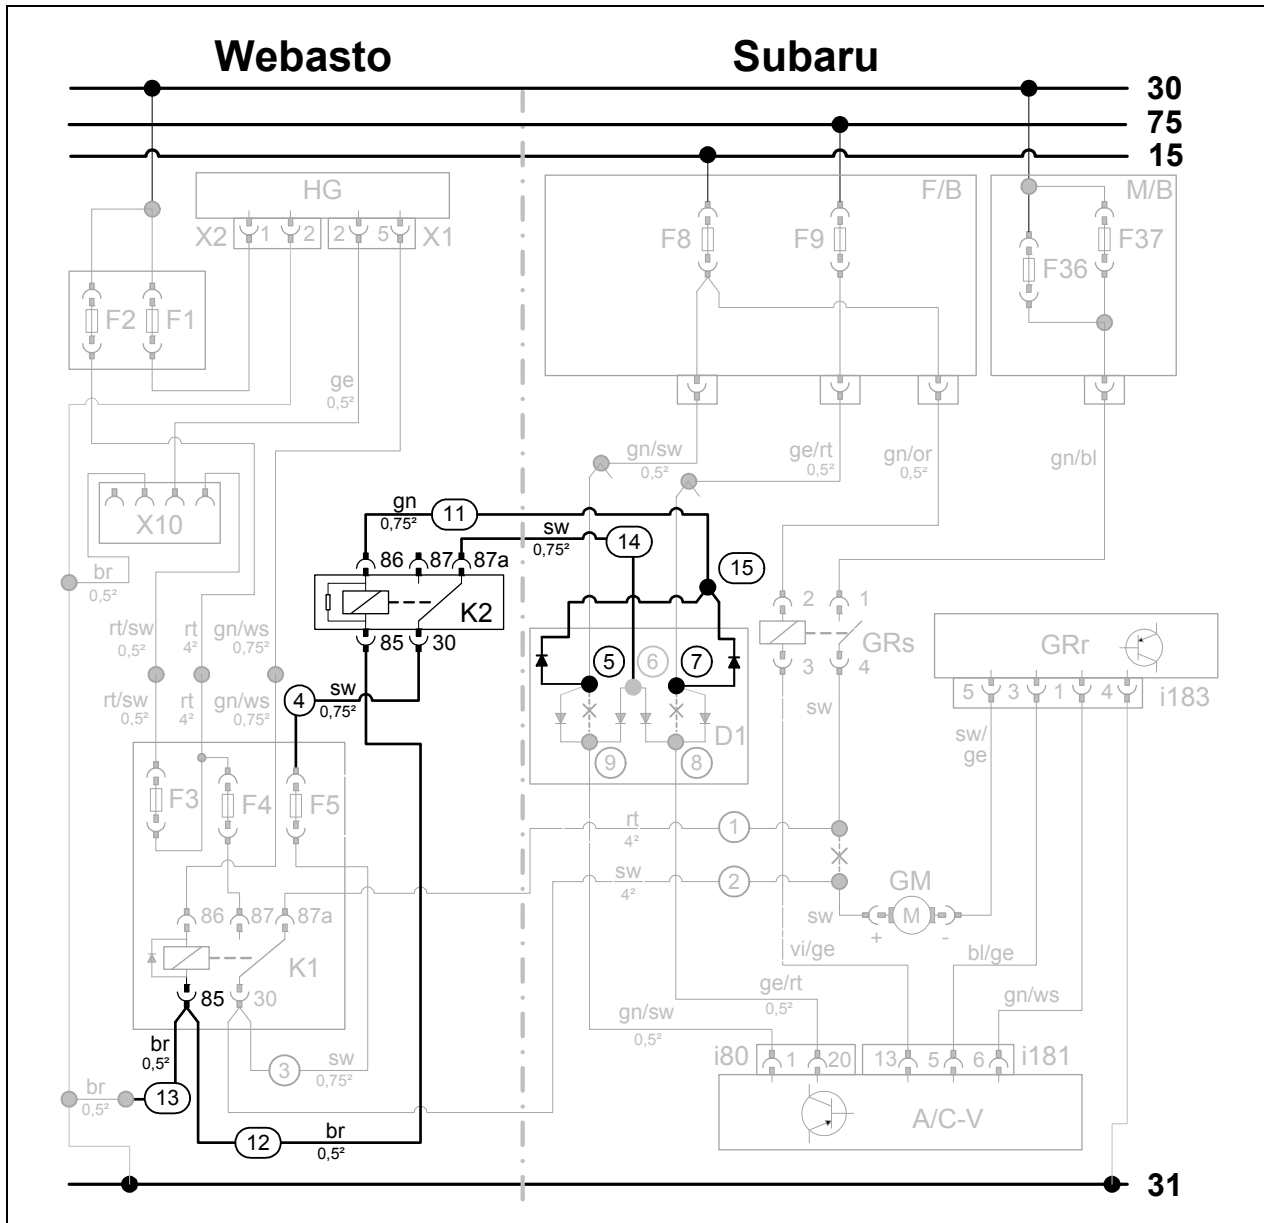 Webasto Subaru
30
75
15
HG F/B M/B
X2 1 2 2 5 X1
F8 F9 F37
F36
F2 F1
ge
0,5²
gn/sw ge/rt gn/or gn/bl
0,5² 0,5² 0,5²
X10
gn 11
0,75²
sw 14
0,75²
86 87 87a
15
br
0,5²
K2
2 1
85 30
rt/sw rt gn/ws
0,5² 4² 0,75²
GRs GRr
5 6 7
3 4
5 3 1 4 i183
4 sw
0,75²
rt/sw rt gn/ws
0,5² 4² 0,75²
sw
sw/
ge
D1
9 8
F3 F4 F5
rt 1
4²
sw 2
4²
GM
86 87 87a
sw + M -
K1
vi/ge bl/ge
85 30
ge/rt
0,5²
gn/ws
gn/sw
0,5²
br
0,5²
3 sw
0,75²
i80 1 20 13 5 6 i181
br 13
0,5²
A/C-V
12 br
0,5²
31